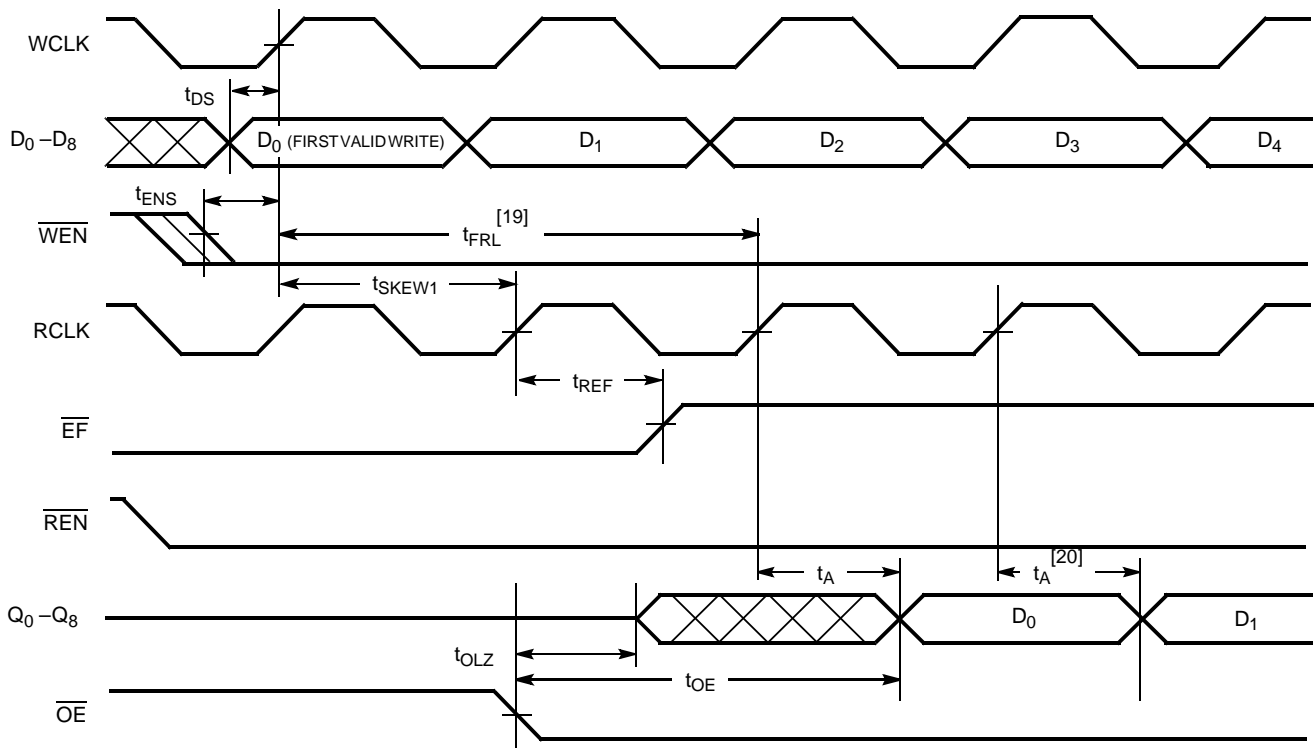 WCLK
tDS
D0 –D8
D0 (FIRST VALID WRITE)
D1
D2
D3
D4
tENS
WEN
tFRL [19]
tSKEW1
RCLK
tREF
EF
REN
tA
tA [20]
Q0 –Q8
D0
D1
tOLZ
tOE
OE